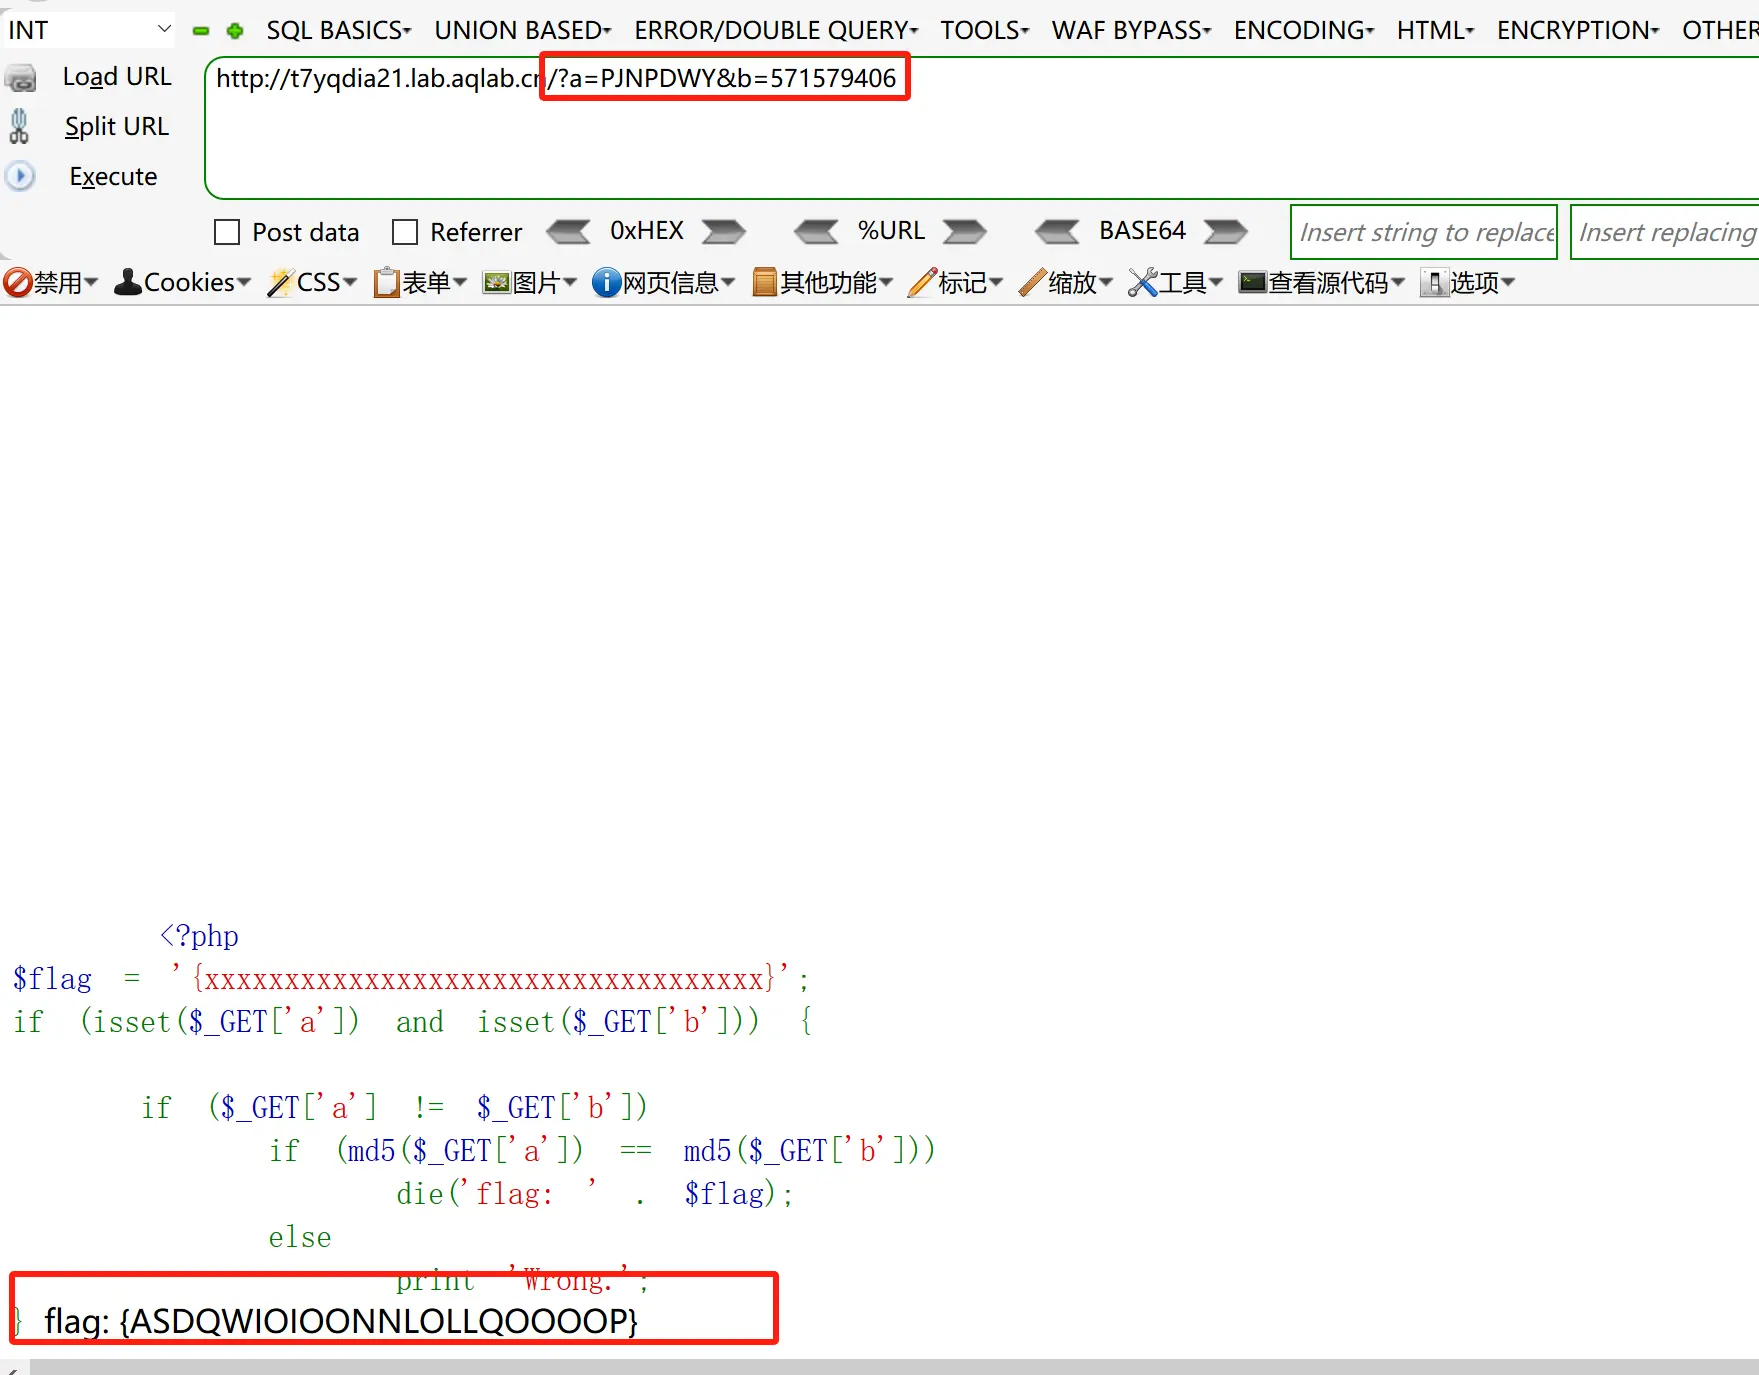 INT SQL BASICS UNION BASED ERROR/DOUBLE QUERY TOOLS WAF BYPASS ENCODING HTML ENCRYPTION OTHER
Load URL http://t7yqdia21.lab.aqlab.cn/?a=PJNPDWY&b=571579406
Split URL
Execute
Post data Referrer 0xHEX %URL BASE64 Insert string to replace Insert replacing
禁用 Cookies CSS 表单 图片 网页信息 其他功能 标记 缩放 工具 查看源代码 选项
<?php
$flag = '{xxxxxxxxxxxxxxxxxxxxxxxxxxxxxxxxxxx}';
if (isset($_GET['a']) and isset($_GET['b'])) {
if ($_GET['a'] != $_GET['b'])
if (md5($_GET['a']) == md5($_GET['b']))
die('flag: ' . $flag);
else
print 'Wrong.';
} flag: {ASDQWIOIOONNLOLLQOOOOP}